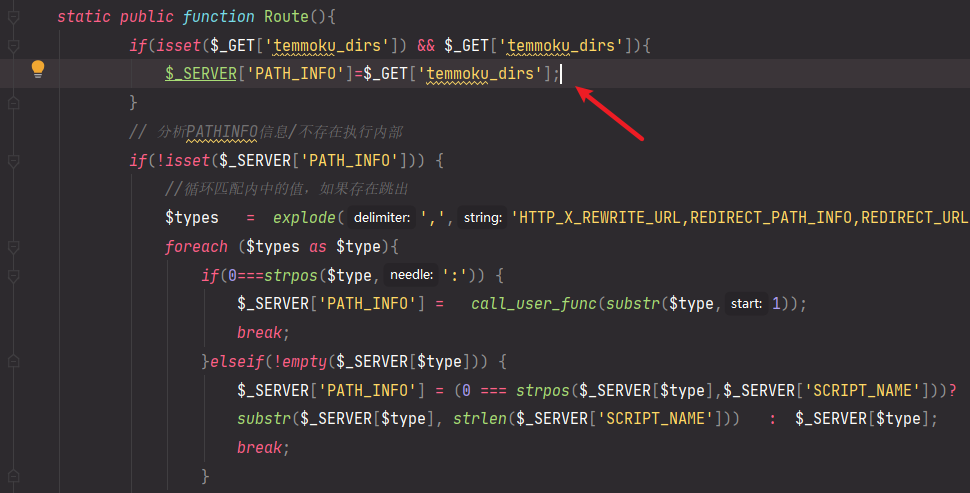 static public function Route(){
if(isset($_GET['temmoku_dirs']) && $_GET['temmoku_dirs']){
$_SERVER['PATH_INFO']=$_GET['temmoku_dirs'];
}
// 分析PATHINFO信息/不存在执行内部
if(!isset($_SERVER['PATH_INFO'])) {
//循环匹配内中的值，如果存在跳出
$types = explode( delimiter: ',', string: 'HTTP_X_REWRITE_URL,REDIRECT_PATH_INFO,REDIRECT_URL
foreach ($types as $type){
if(0===strpos($type, needle: ':')) {
$_SERVER['PATH_INFO'] = call_user_func(substr($type, start: 1));
break;
}elseif(!empty($_SERVER[$type])) {
$_SERVER['PATH_INFO'] = (0 === strpos($_SERVER[$type],$_SERVER['SCRIPT_NAME']))?
substr($_SERVER[$type], strlen($_SERVER['SCRIPT_NAME'])) : $_SERVER[$type];
break;
}